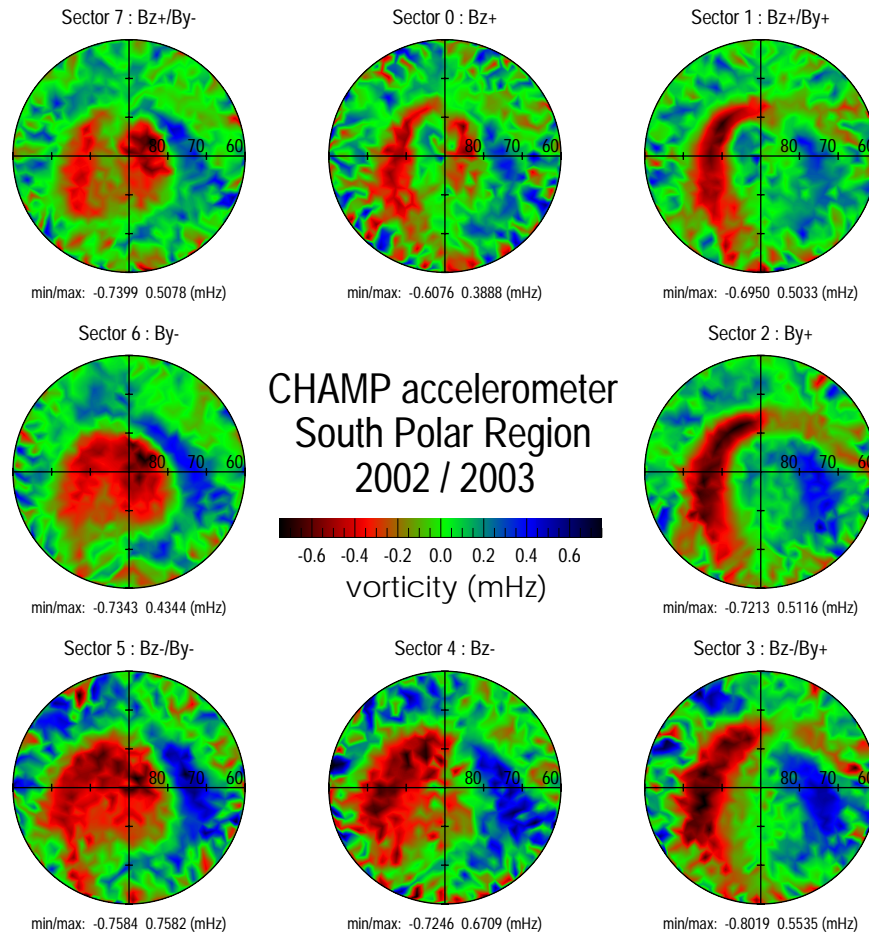 Sector 7 : Bz+/By-
Sector 0 : Bz+
Sector 1 : Bz+/By+
80 70 60
80 70 60
80 70 60
min/max: -0.7399 0.5078 (mHz)
min/max: -0.6076 0.3888 (mHz)
min/max: -0.6950 0.5033 (mHz)
Sector 6 : By-
Sector 2 : By+
CHAMP accelerometer
South Polar Region
2002 / 2003
80 70 60
80 70 60
-0.6 -0.4 -0.2 0.0 0.2 0.4 0.6
vorticity (mHz)
min/max: -0.7343 0.4344 (mHz)
min/max: -0.7213 0.5116 (mHz)
Sector 5 : Bz-/By-
Sector 4 : Bz-
Sector 3 : Bz-/By+
80 70 60
80 70 60
80 70 60
min/max: -0.7584 0.7582 (mHz)
min/max: -0.7246 0.6709 (mHz)
min/max: -0.8019 0.5535 (mHz)